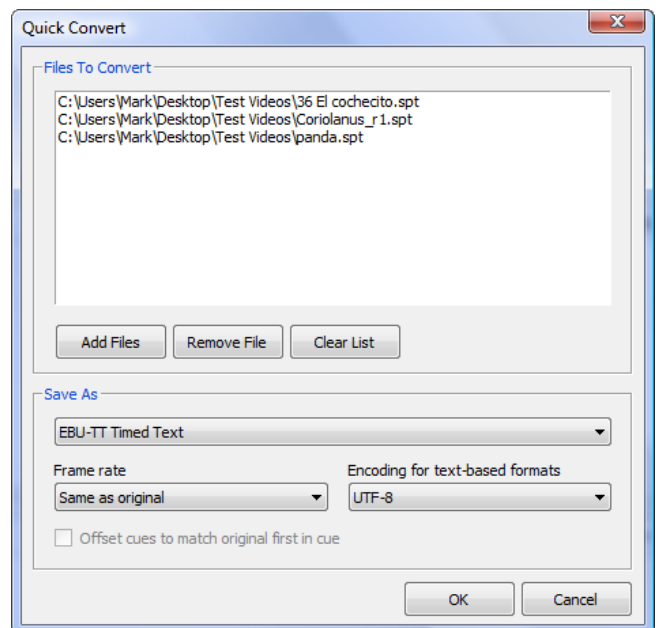 Quick Convert
Files To Convert
C:\Users\Mark\Desktop\Test Videos\36 El cochecito.spt
C:\Users\Mark\Desktop\Test Videos\Coriolanus_r1.spt
C:\Users\Mark\Desktop\Test Videos\panda.spt
Add Files Remove File Clear List
Save As
EBU-TT Timed Text
Frame rate Encoding for text-based formats
Same as original UTF-8
Offset cues to match original first in cue
OK Cancel